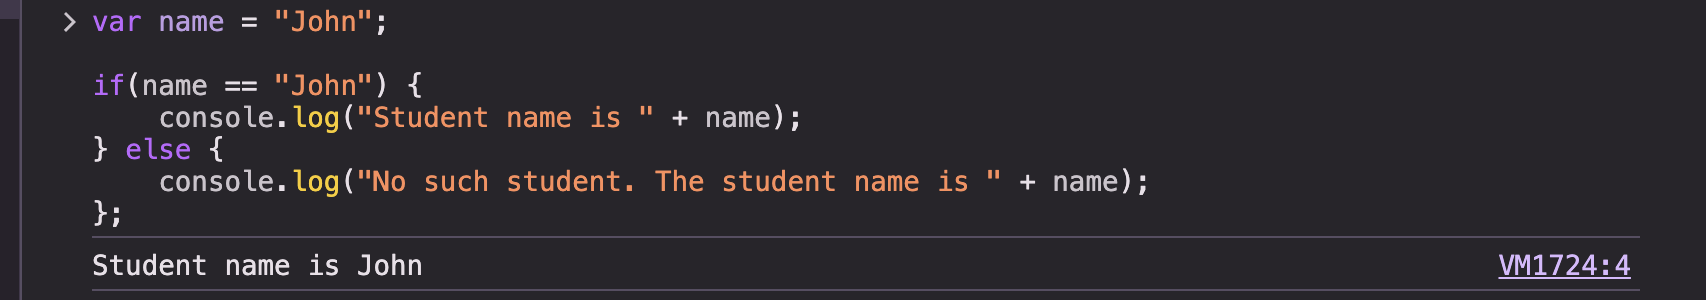 > var name = "John";
if(name == "John") {
    console.log("Student name is " + name);
} else {
    console.log("No such student. The student name is " + name);
};
Student name is John
VM1724:4